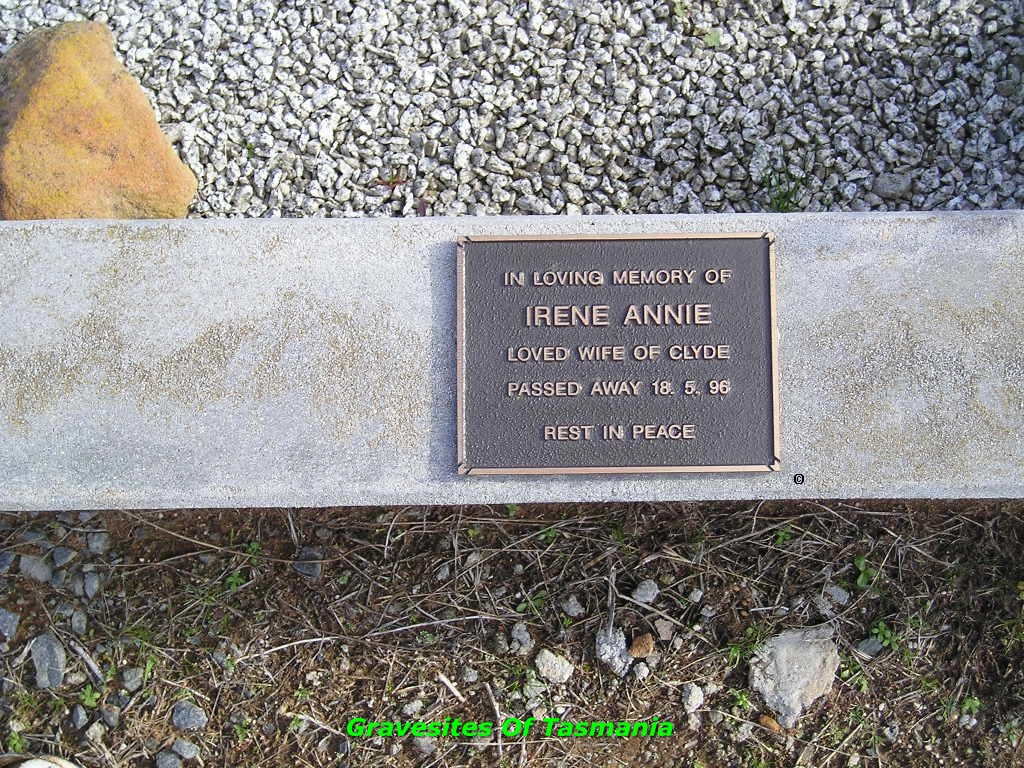 IN LOVING MEMORY OF
IRENE ANNIE
LOVED WIFE OF CLYDE
PASSED AWAY 18. 5. 96
REST IN PEACE
©
Gravesites Of Tasmania